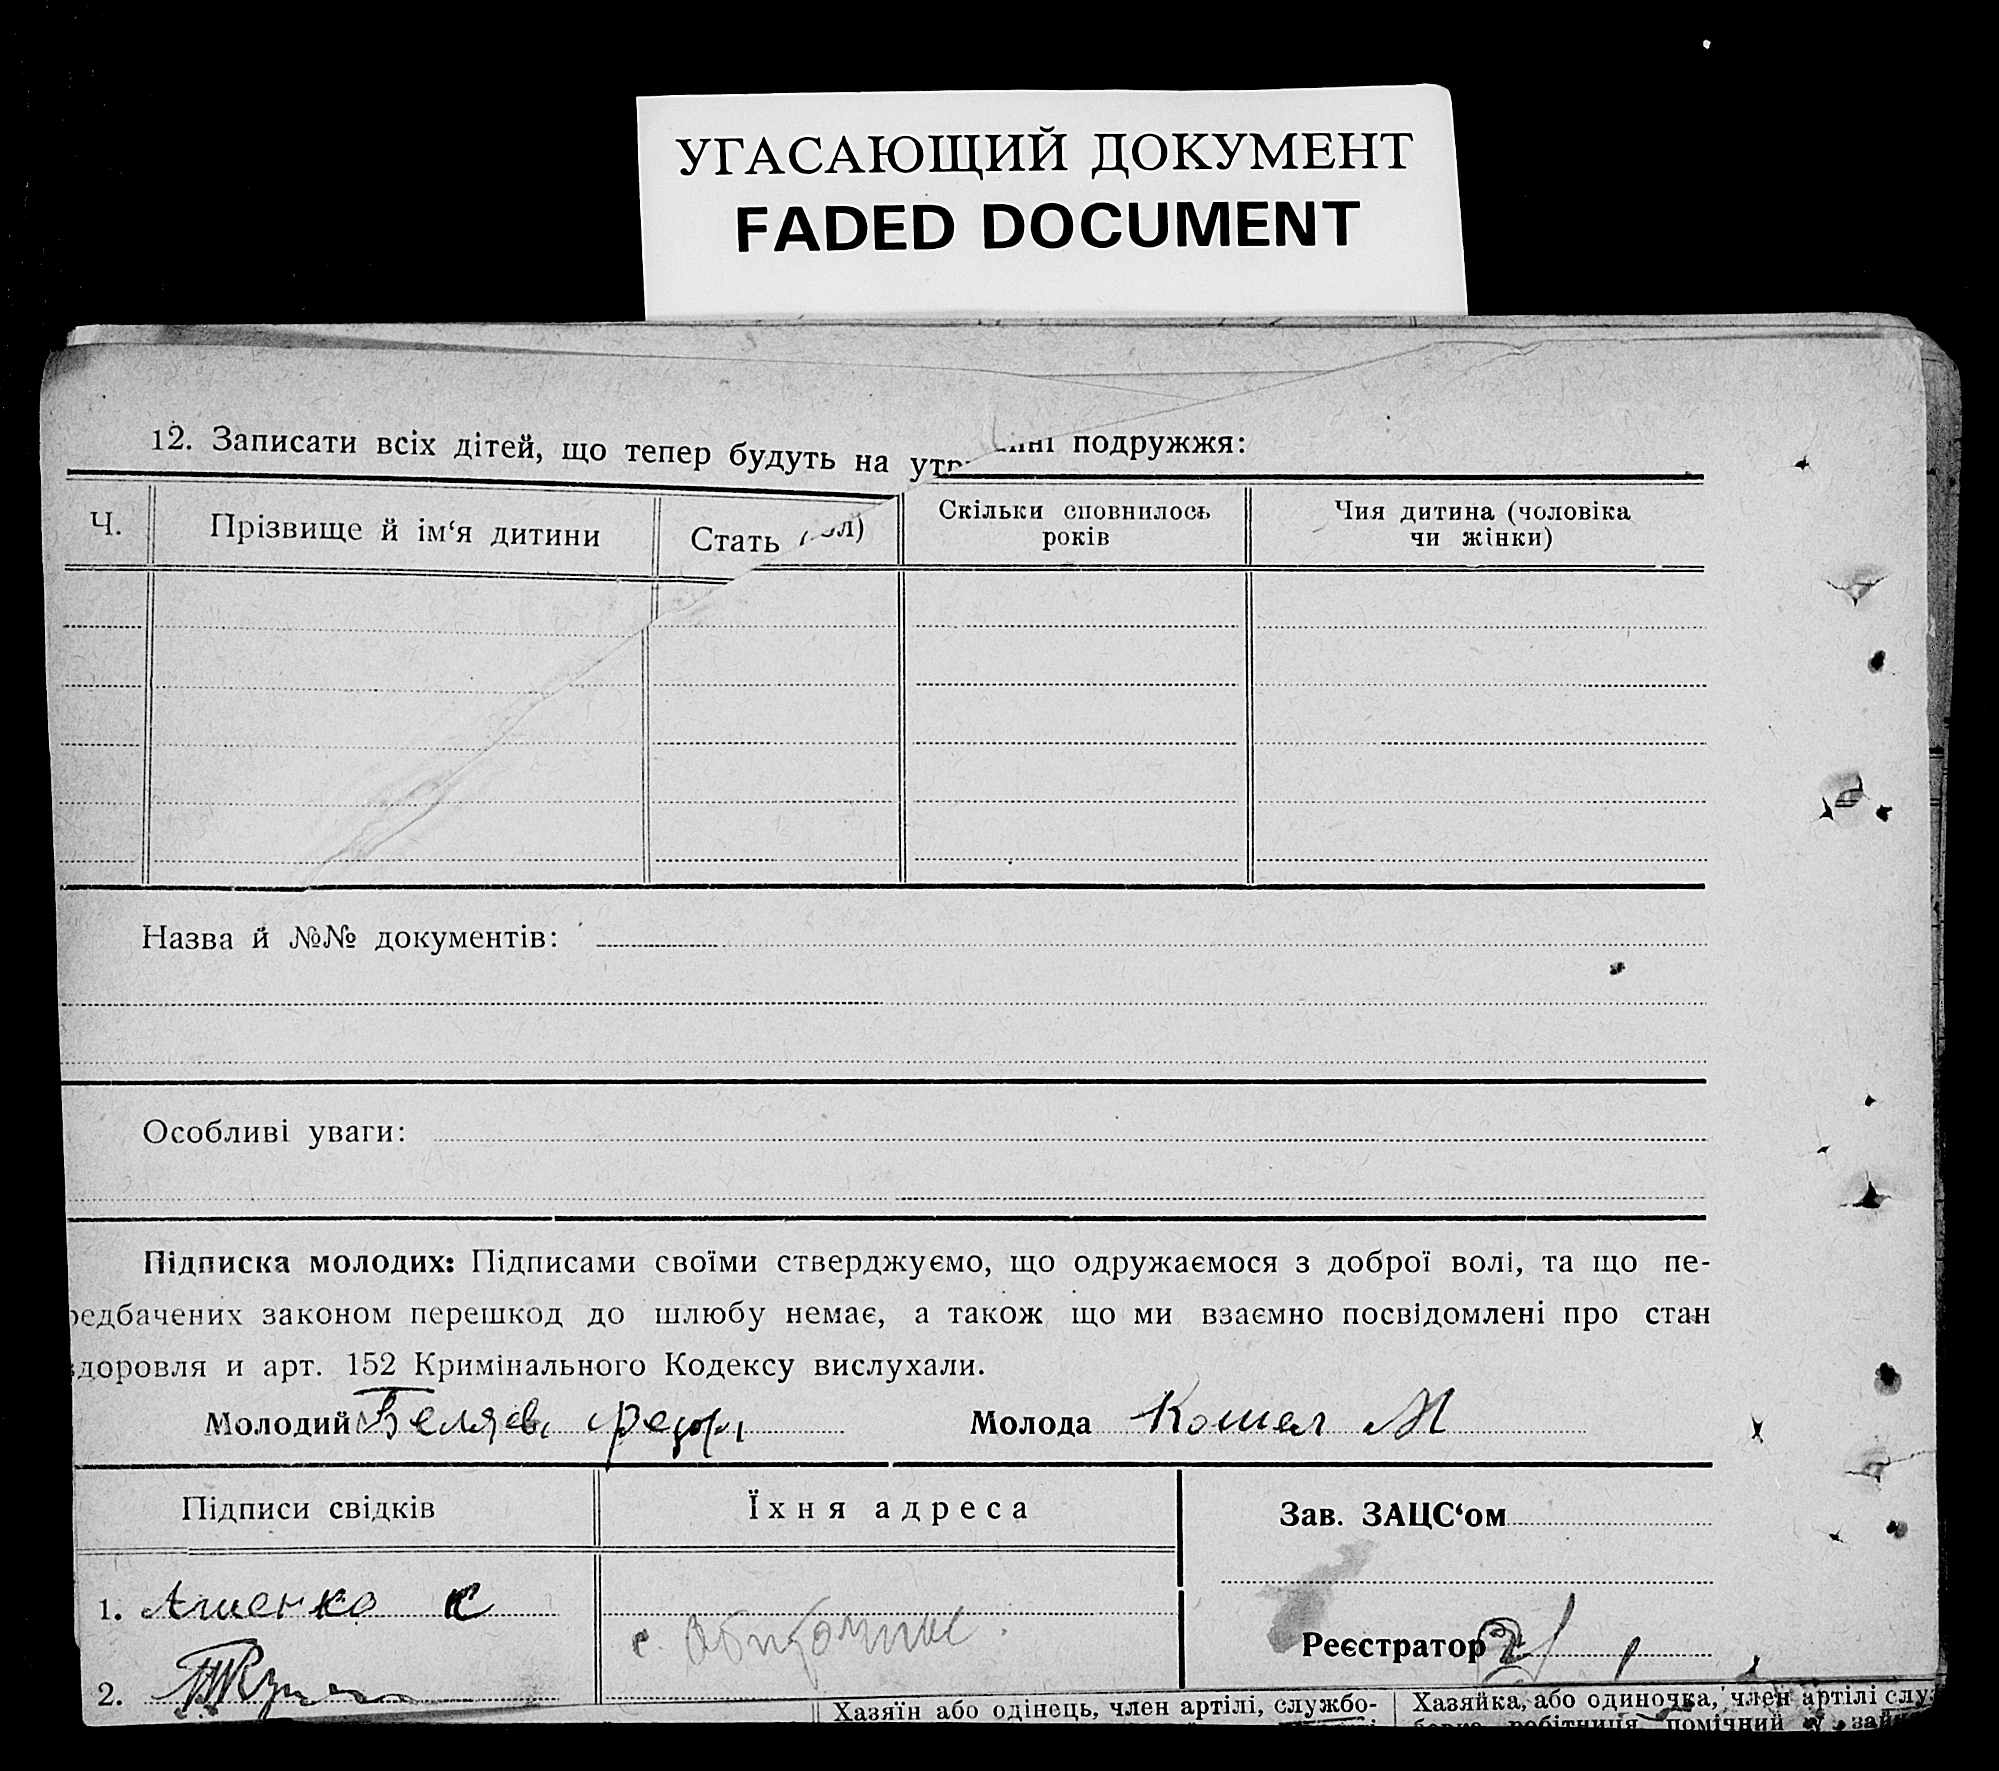 УГАСАЮЩИЙ ДОКУМЕНТ
FADED DOCUMENT
12. Записати всіх дітей, що тепер будуть на подружжя:
Ч.
Прізвище й ім‘я дитини
Стать
Скільки сповнилось
років
Чия дитина (чоловіка
чи жінки)
Назва й №№ документів:
Особливі уваги:
Підписка молодих: Підписами своїми стверджуємо, що одружаємося з доброї волі, та що пе-
редбачених законом перешкод до шлюбу немає, а також що ми взаємно посвідомлені про стан
здоровля и арт. 152 Кримінального Кодексу вислухали.
Молодий Беляев
Молода Кошел М
Підписи свідків
Їхня адреса
Зав. ЗАЦС‘ом
1.
с.
Реєстратор
2.
Хазяїн або одінець, член артілі, службо-
Хазяйка, або одиночка, член артілі
робітниця, помічний